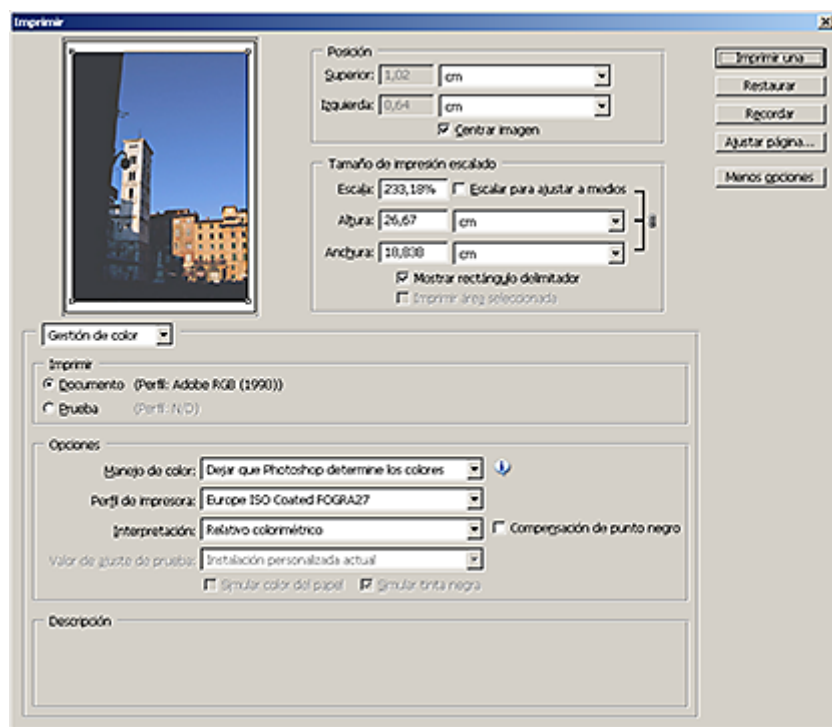 Imprimir
Posición
Superior: 1,02 cm
Izquierda: 0,64 cm
Centrar imagen
Tamaño de impresión escalado
Escala: 233,18% Escalar para ajustar a medios
Altura: 26,67 cm
Anchura: 18,838 cm
Mostrar rectángulo delimitador
Imprimir área seleccionada
Imprimir una
Restaurar
Recordar
Ajustar página...
Menos opciones
Gestión de color
Imprimir
Documento (Perfil: Adobe RGB (1990))
Prueba (Perfil: N/D)
Opciones
Manejo de color: Dejar que Photoshop determine los colores
Perfil de impresora: Europe ISO Coated FOGRA27
Interpretación: Relativo colorimétrico Compensación de punto negro
Valor de ajuste de prueba: Instalación personalizada actual
Simular color del papel Simular tinta negra
Descripción